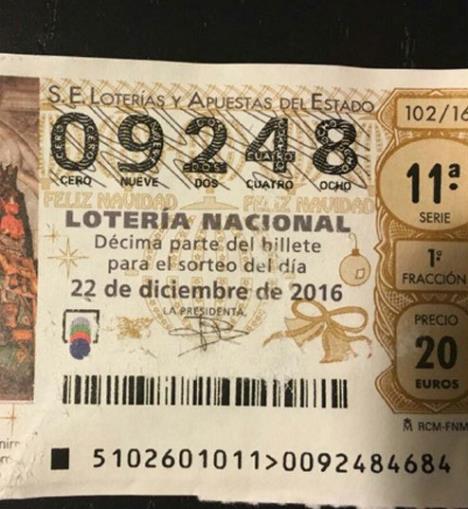 S.E. LOTERÍAS Y APUESTAS DEL ESTADO
102/16
09248
CERO NUEVE DOS CUATRO OCHO
FELIZ NAVIDAD FELIZ NAVIDAD
11ª
SERIE
LOTERÍA NACIONAL
Décima parte del billete
para el sorteo del día
22 de diciembre de 2016
LA PRESIDENTA,
1ª
FRACCIÓN
PRECIO
20
EUROS
RCM-FNM
5102601011>0092484684